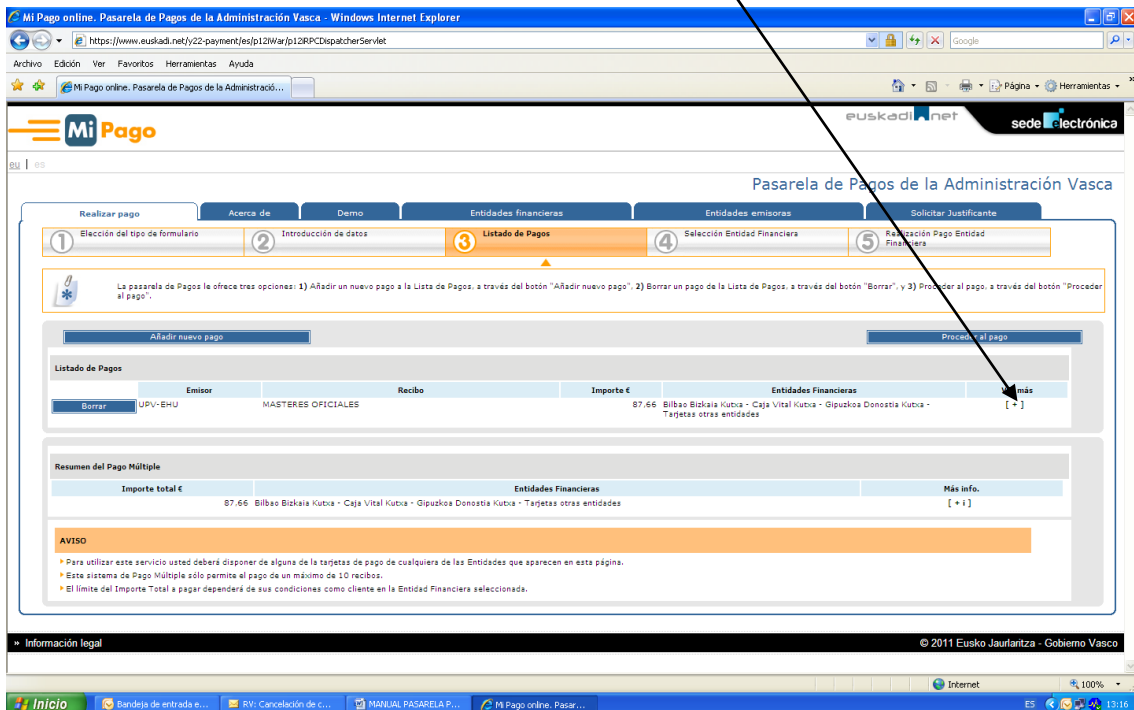 Mi Pago online. Pasarela de Pagos de la Administración Vasca - Windows Internet Explorer
https://www.euskadi.net/y22-payment/es/p12iWar/p12iRPCDispatcherServlet
Google
Archivo Edición Ver Favoritos Herramientas Ayuda
Mi Pago online. Pasarela de Pagos de la Administració...
Página Herramientas
Mi Pago
euskadi net
sede electrónica
eu | es
Pasarela de Pagos de la Administración Vasca
Realizar pago Acerca de Demo Entidades financieras Entidades emisoras Solicitar Justificante
1 Elección del tipo de formulario 2 Introducción de datos 3 Listado de Pagos 4 Selección Entidad Financiera 5 Realización Pago Entidad
Financiera
La pasarela de Pagos le ofrece tres opciones: 1) Añadir un nuevo pago a la Lista de Pagos, a través del botón "Añadir nuevo pago", 2) Borrar un pago de la Lista de Pagos, a través del botón "Borrar", y 3) Proceder al pago, a través del botón "Proceder
al pago".
Añadir nuevo pago Proceder al pago
Listado de Pagos
Emisor Recibo Importe € Entidades Financieras Ver más
Borrar UPV-EHU MASTERES OFICIALES 87,66 Bilbao Bizkaia Kutxa - Caja Vital Kutxa - Gipuzkoa Donostia Kutxa - [ + ]
Tarjetas otras entidades
Resumen del Pago Múltiple
Importe total € Entidades Financieras Más info.
87,66 Bilbao Bizkaia Kutxa - Caja Vital Kutxa - Gipuzkoa Donostia Kutxa - Tarjetas otras entidades [ + i ]
AVISO
Para utilizar este servicio usted deberá disponer de alguna de la tarjetas de pago de cualquiera de las Entidades que aparecen en esta página.
Este sistema de Pago Múltiple sólo permite el pago de un máximo de 10 recibos.
El límite del Importe Total a pagar dependerá de sus condiciones como cliente en la Entidad Financiera seleccionada.
» Información legal © 2011 Eusko Jaurlaritza - Gobierno Vasco
Internet 100%
Inicio Bandeja de entrada e... RV: Cancelación de c... MANUAL PASARELA P... Mi Pago online. Pasar... ES 13:16